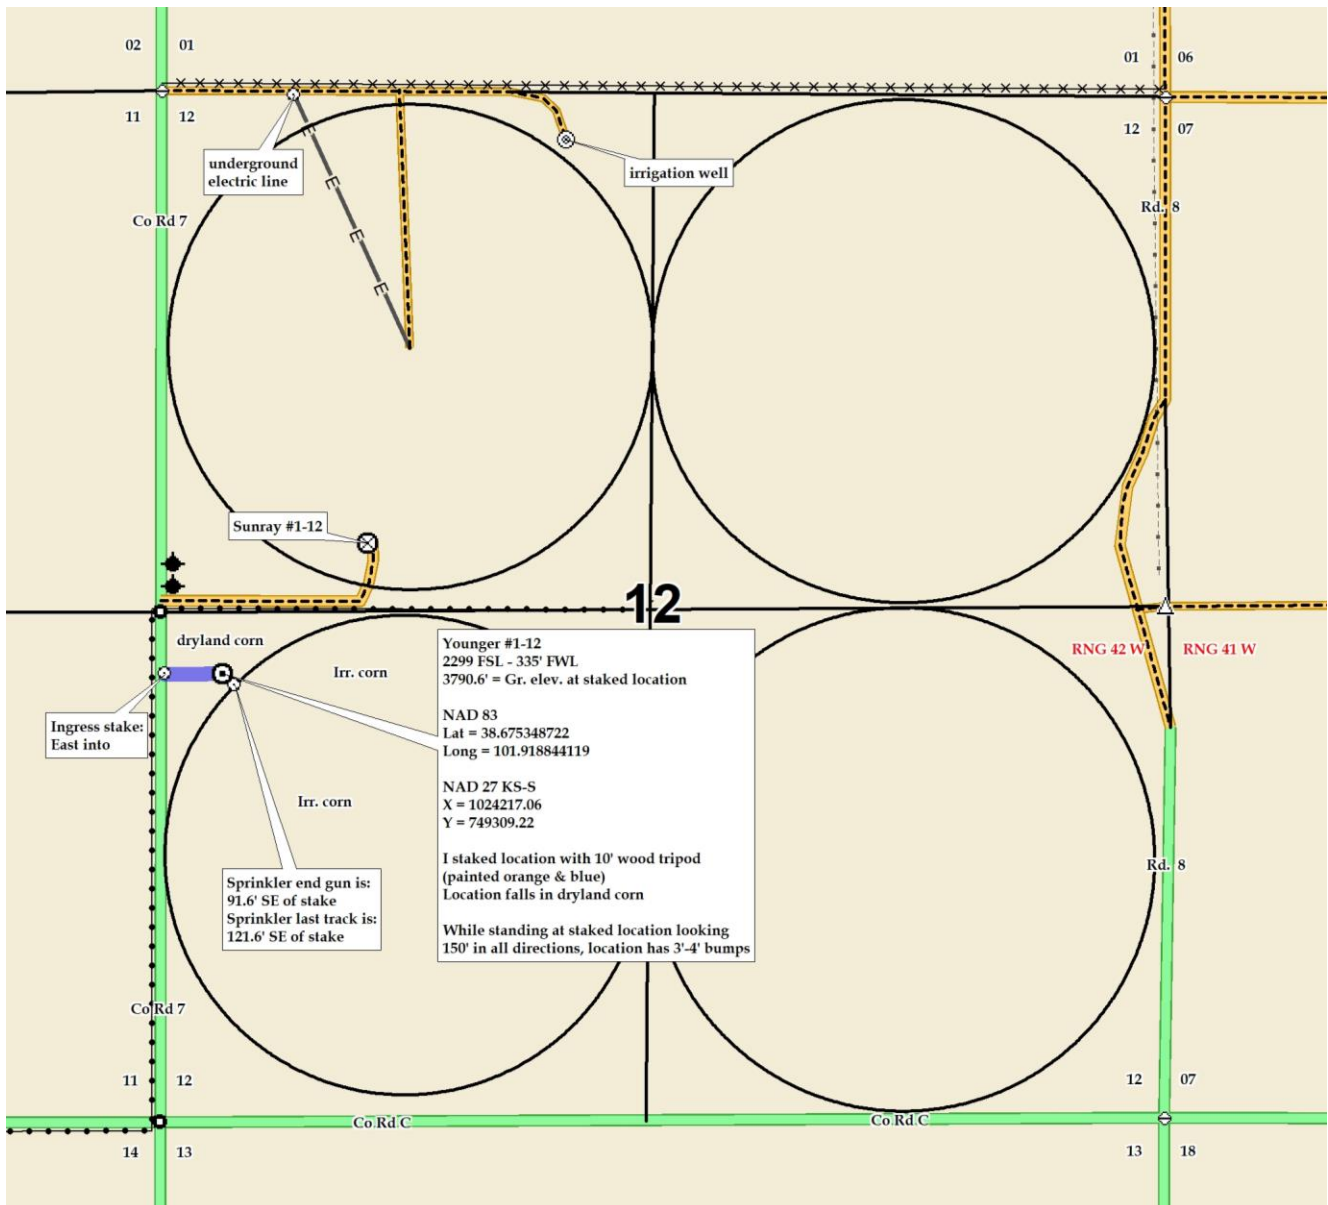 02
01
01
06
11
12
12
07
underground
electric line
irrigation well
Co Rd 7
Rd. 8
E
E
E
E
Sunray #1-12
12
dryland corn
Irr. corn
RNG 42 W
RNG 41 W
Younger #1-12
2299 FSL - 335' FWL
3790.6' = Gr. elev. at staked location
NAD 83
Lat = 38.675348722
Long = 101.918844119
NAD 27 KS-S
X = 1024217.06
Y = 749309.22
I staked location with 10' wood tripod
(painted orange & blue)
Location falls in dryland corn
While standing at staked location looking
150' in all directions, location has 3'-4' bumps
Ingress stake:
East into
Irr. corn
Sprinkler end gun is:
91.6' SE of stake
Sprinkler last track is:
121.6' SE of stake
Rd. 8
Co Rd 7
11
12
12
07
Co Rd C
Co Rd C
14
13
13
18